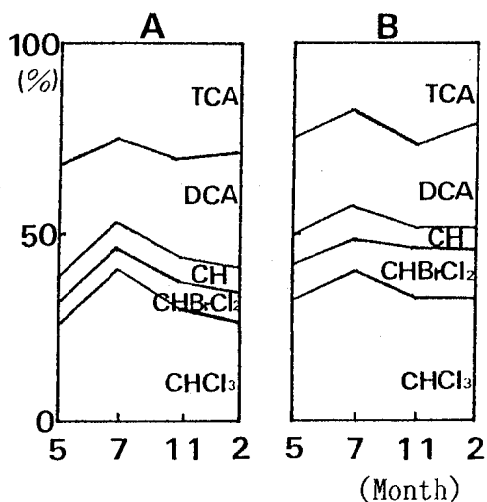 A B
100
(%)
TCA TCA
DCA DCA
50
CH CH
CHBrCl₂ CHBrCl₂
CHCl₃ CHCl₃
0
5 7 11 2 5 7 11 2
(Month)